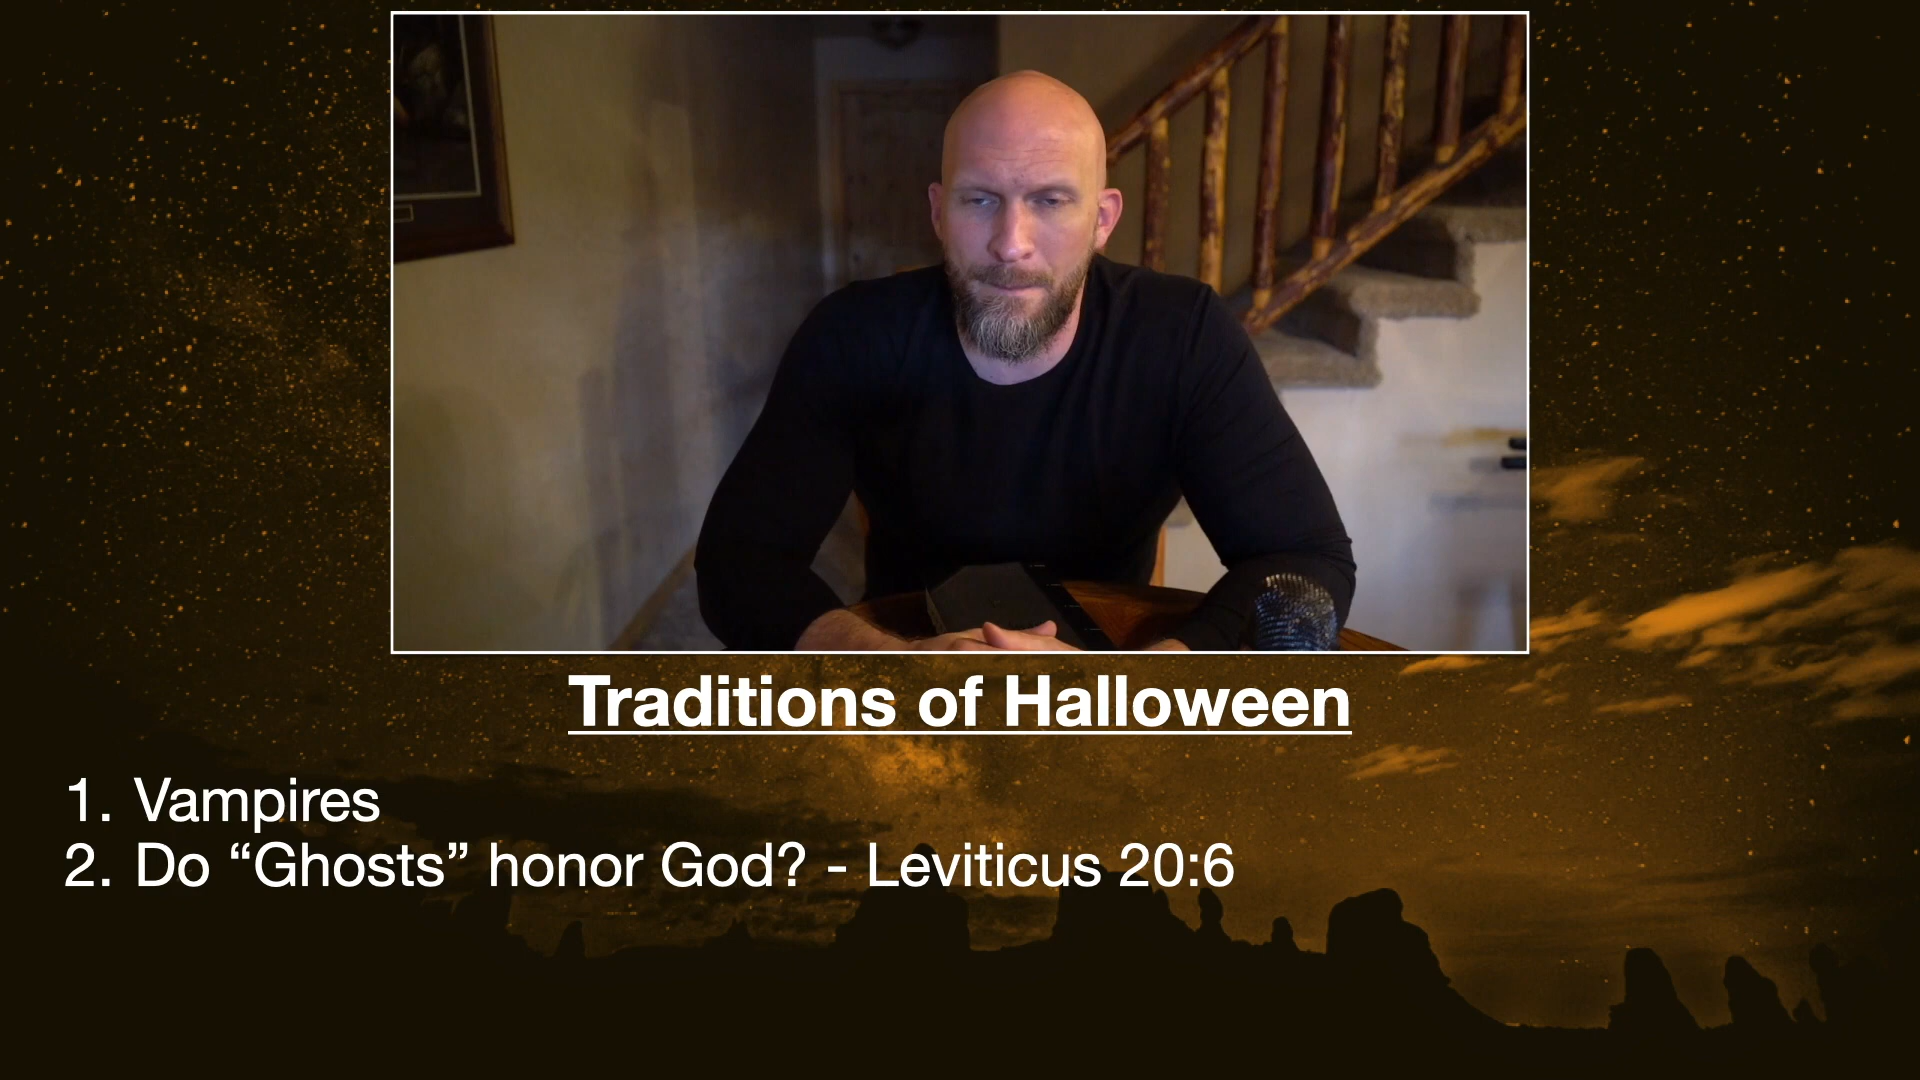 Traditions of Halloween
1. Vampires
2. Do “Ghosts” honor God? - Leviticus 20:6